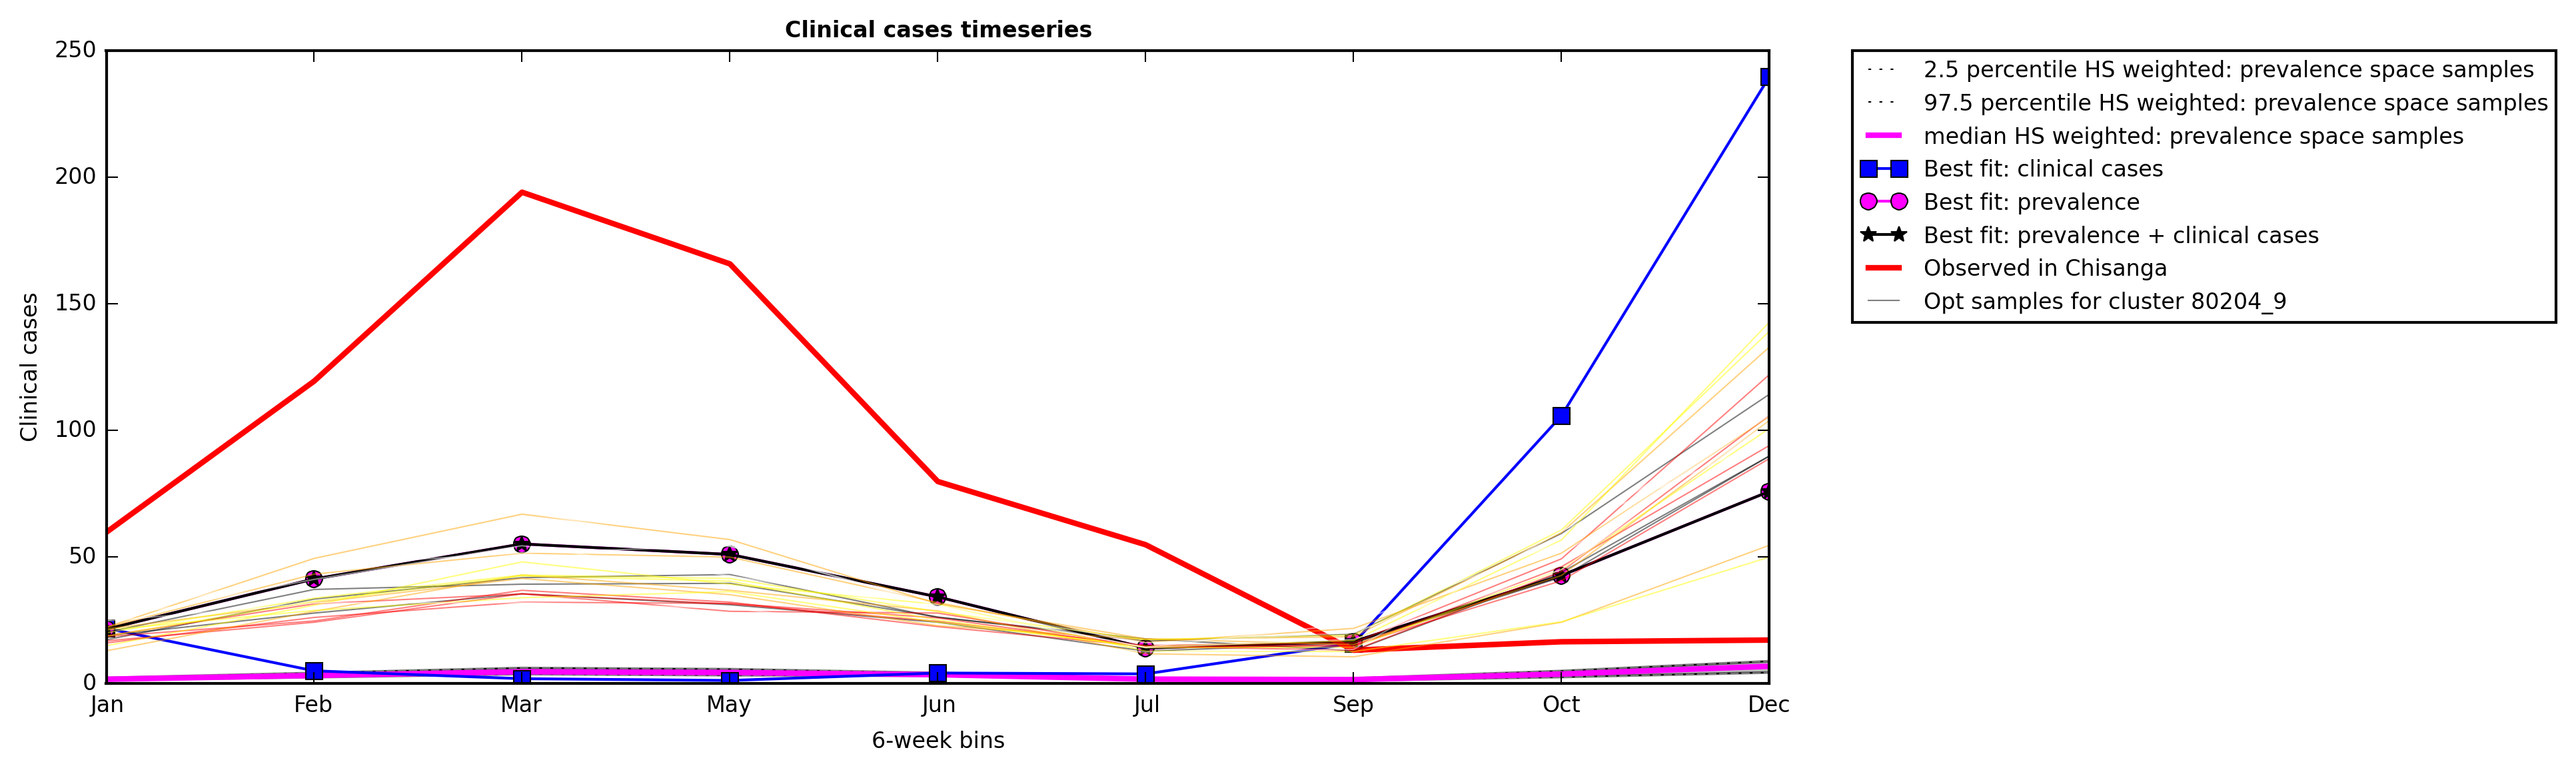 Clinical cases timeseries
250
200
150
100
50
0
Clinical cases
Jan Feb Mar May Jun Jul Sep Oct Dec
6-week bins
2.5 percentile HS weighted: prevalence space samples
97.5 percentile HS weighted: prevalence space samples
median HS weighted: prevalence space samples
Best fit: clinical cases
Best fit: prevalence
Best fit: prevalence + clinical cases
Observed in Chisanga
Opt samples for cluster 80204_9